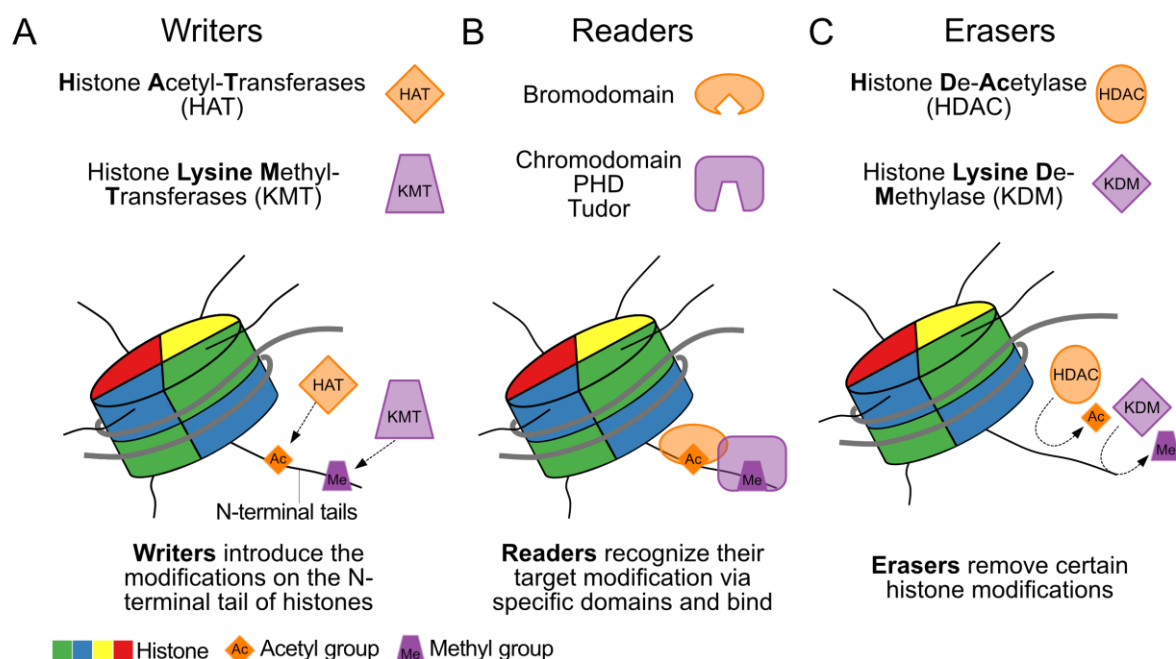 A
Writers
Histone Acetyl-Transferases
(HAT)
HAT
Histone Lysine Methyl-
Transferases (KMT)
KMT
HAT
KMT
Ac
Me
N-terminal tails
Writers introduce the
modifications on the N-
terminal tail of histones
B
Readers
Bromodomain
Chromodomain
PHD
Tudor
Ac
Me
Readers recognize their
target modification via
specific domains and bind
C
Erasers
Histone De-Acetylase
(HDAC)
HDAC
Histone Lysine De-
Methylase (KDM)
KDM
HDAC
Ac
KDM
Me
Erasers remove certain
histone modifications
Histone
Ac
Acetyl group
Me
Methyl group